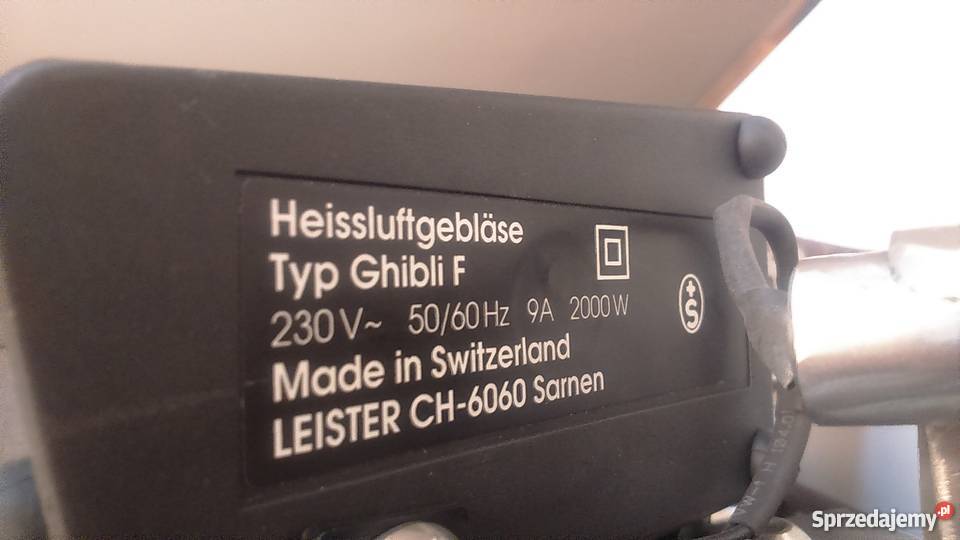 Heissluftgebläse
Typ Ghibli F
230V~ 50/60Hz 9A 2000W
Made in Switzerland
LEISTER CH-6060 Sarnen
+S
Sprzedajemy.pl